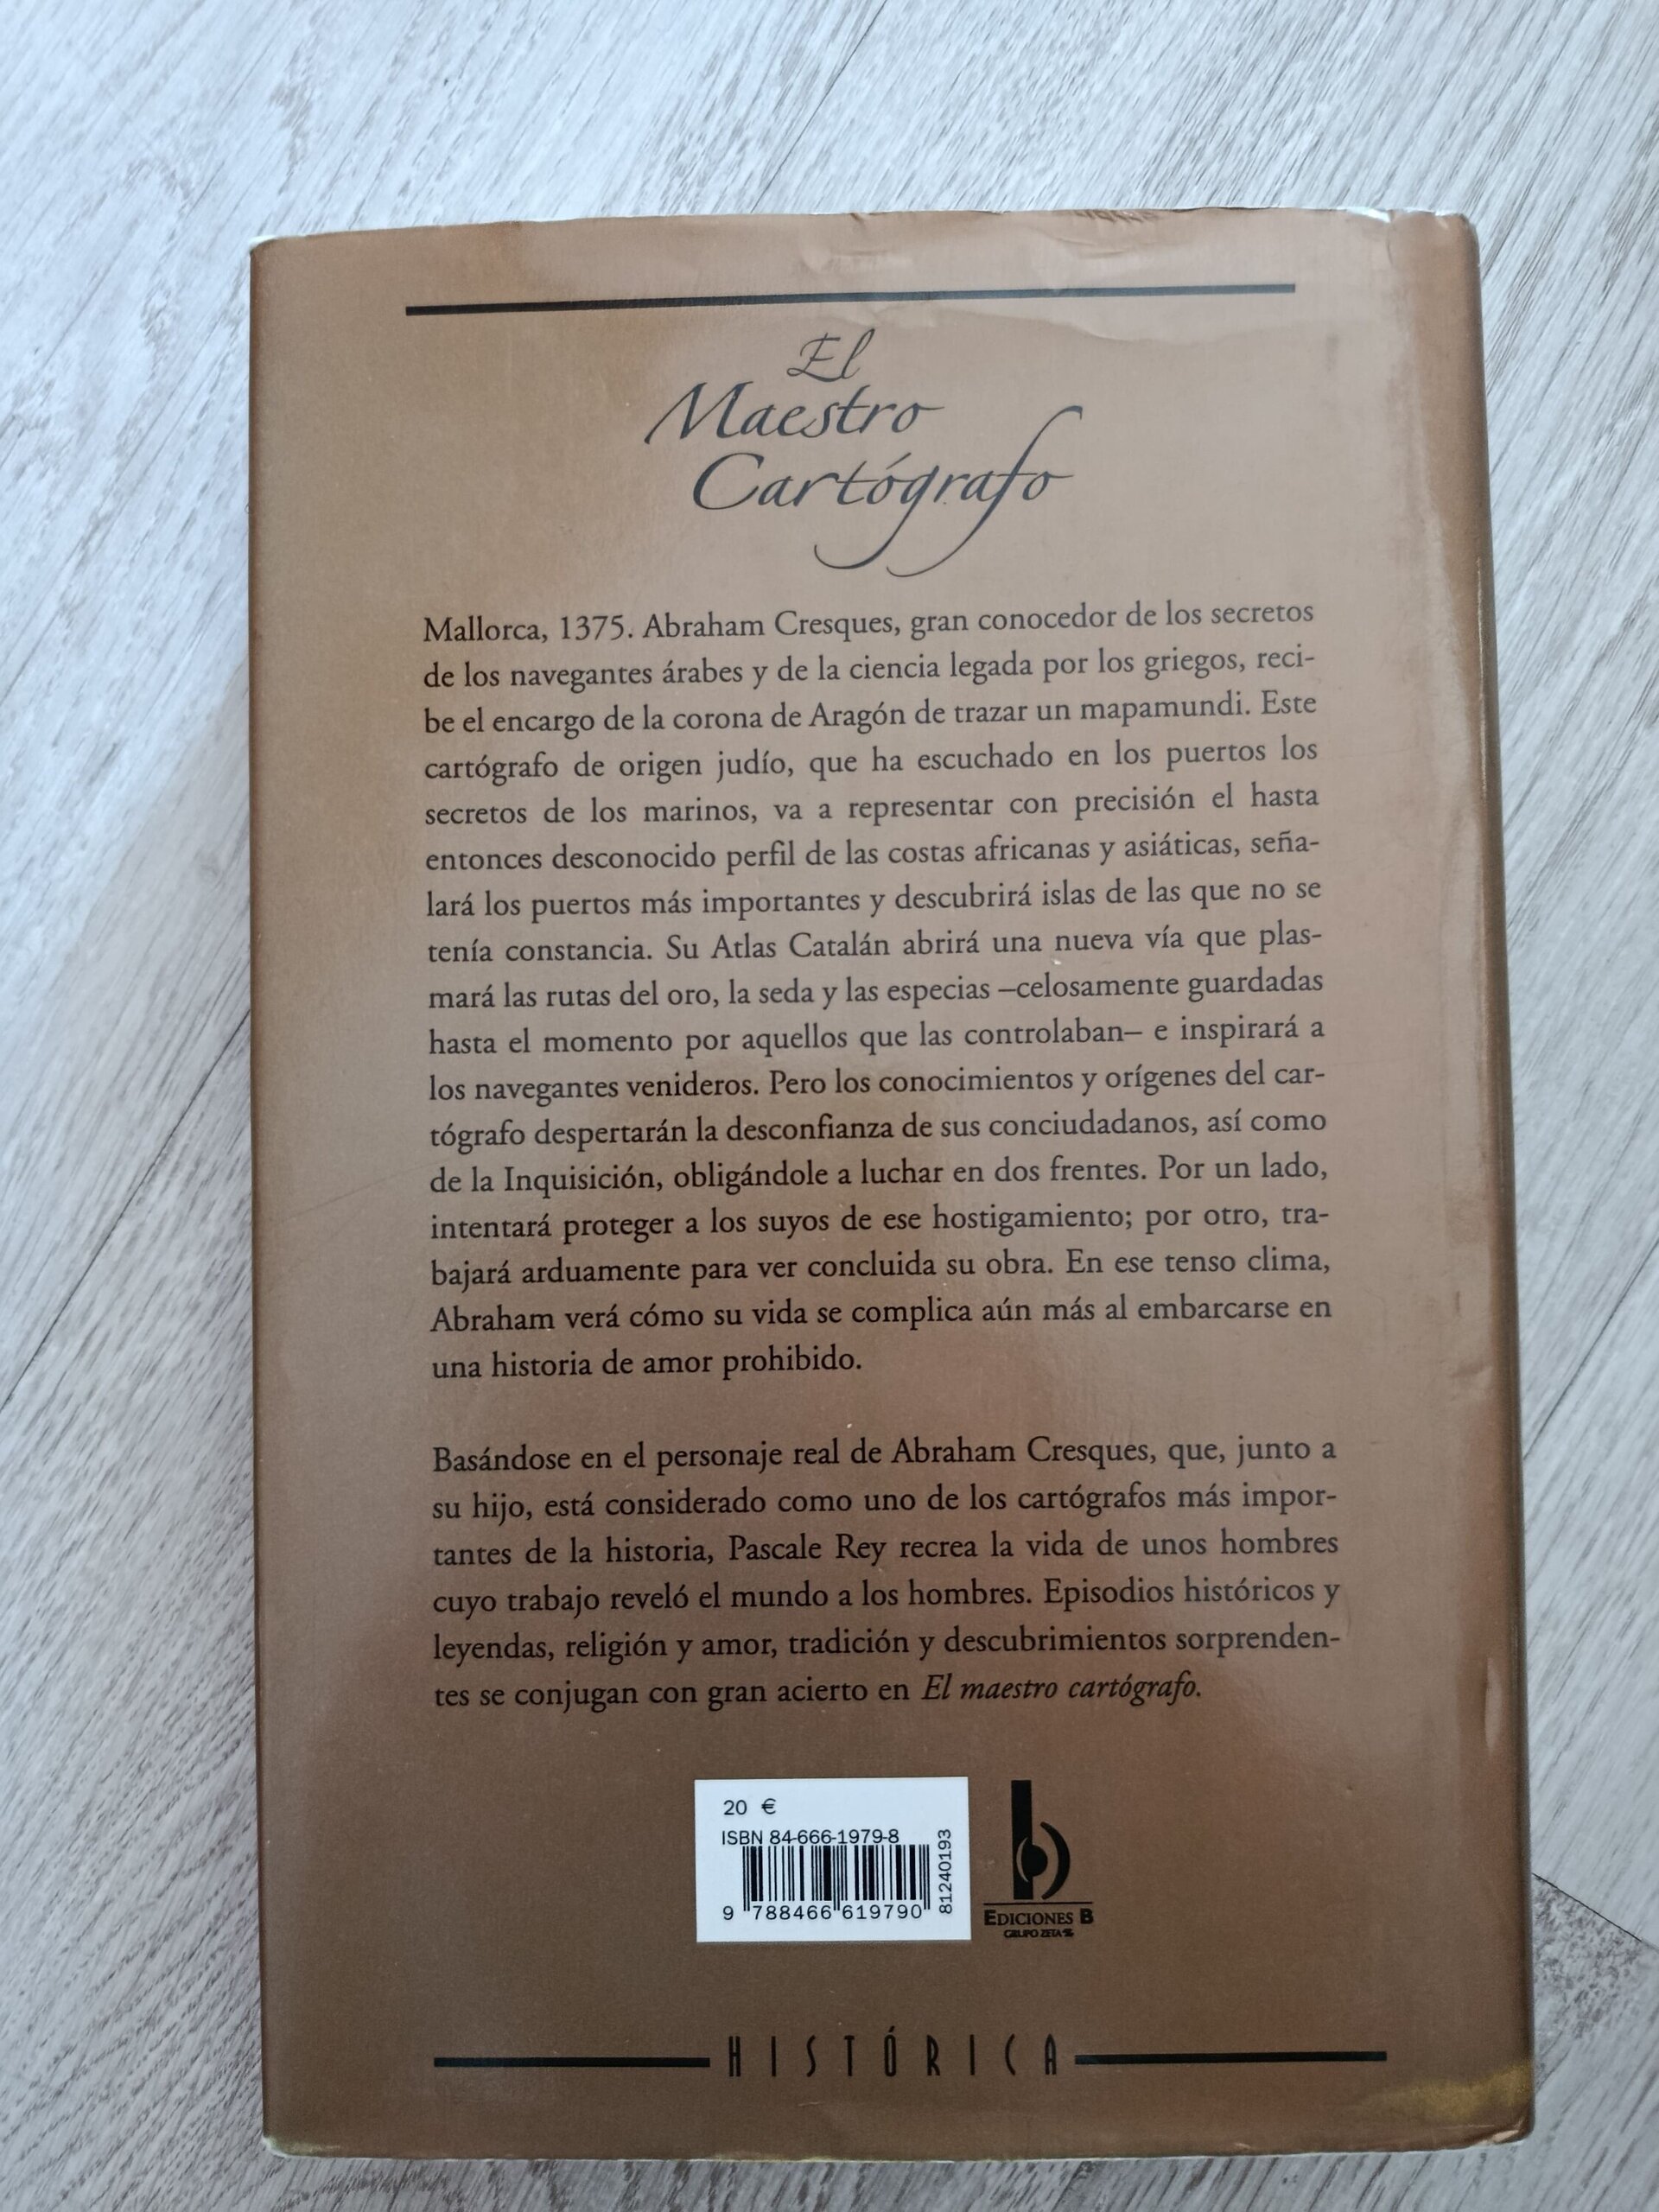 El
Maestro
Cartógrafo
Mallorca, 1375. Abraham Cresques, gran conocedor de los secretos
de los navegantes árabes y de la ciencia legada por los griegos, reci-
be el encargo de la corona de Aragón de trazar un mapamundi. Este
cartógrafo de origen judío, que ha escuchado en los puertos los
secretos de los marinos, va a representar con precisión el hasta
entonces desconocido perfil de las costas africanas y asiáticas, seña-
lará los puertos más importantes y descubrirá islas de las que no se
tenía constancia. Su Atlas Catalán abrirá una nueva vía que plas-
mará las rutas del oro, la seda y las especias –celosamente guardadas
hasta el momento por aquellos que las controlaban– e inspirará a
los navegantes venideros. Pero los conocimientos y orígenes del car-
tógrafo despertarán la desconfianza de sus conciudadanos, así como
de la Inquisición, obligándole a luchar en dos frentes. Por un lado,
intentará proteger a los suyos de ese hostigamiento; por otro, tra-
bajará arduamente para ver concluida su obra. En ese tenso clima,
Abraham verá cómo su vida se complica aún más al embarcarse en
una historia de amor prohibido.
Basándose en el personaje real de Abraham Cresques, que, junto a
su hijo, está considerado como uno de los cartógrafos más impor-
tantes de la historia, Pascale Rey recrea la vida de unos hombres
cuyo trabajo reveló el mundo a los hombres. Episodios históricos y
leyendas, religión y amor, tradición y descubrimientos sorprenden-
tes se conjugan con gran acierto en El maestro cartógrafo.
20 €
ISBN 84-666-1979-8
9 788466 619790
81240193
EDICIONES B
GRUPO ZETA
HISTÓRICA